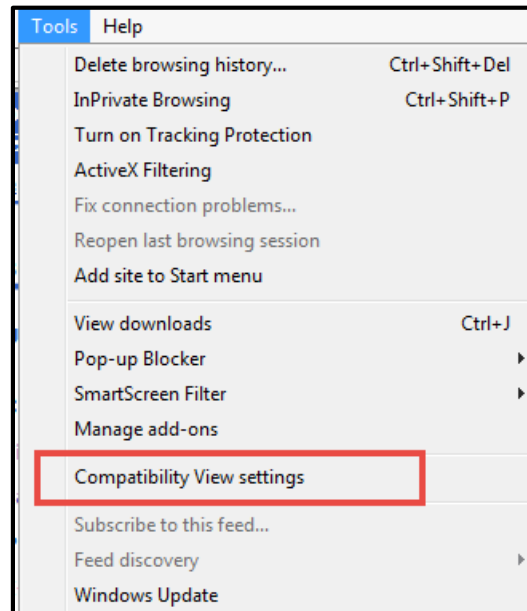 Tools Help
Delete browsing history... Ctrl+Shift+Del
InPrivate Browsing Ctrl+Shift+P
Turn on Tracking Protection
ActiveX Filtering
Fix connection problems...
Reopen last browsing session
Add site to Start menu
View downloads Ctrl+J
Pop-up Blocker
SmartScreen Filter
Manage add-ons
Compatibility View settings
Subscribe to this feed...
Feed discovery
Windows Update